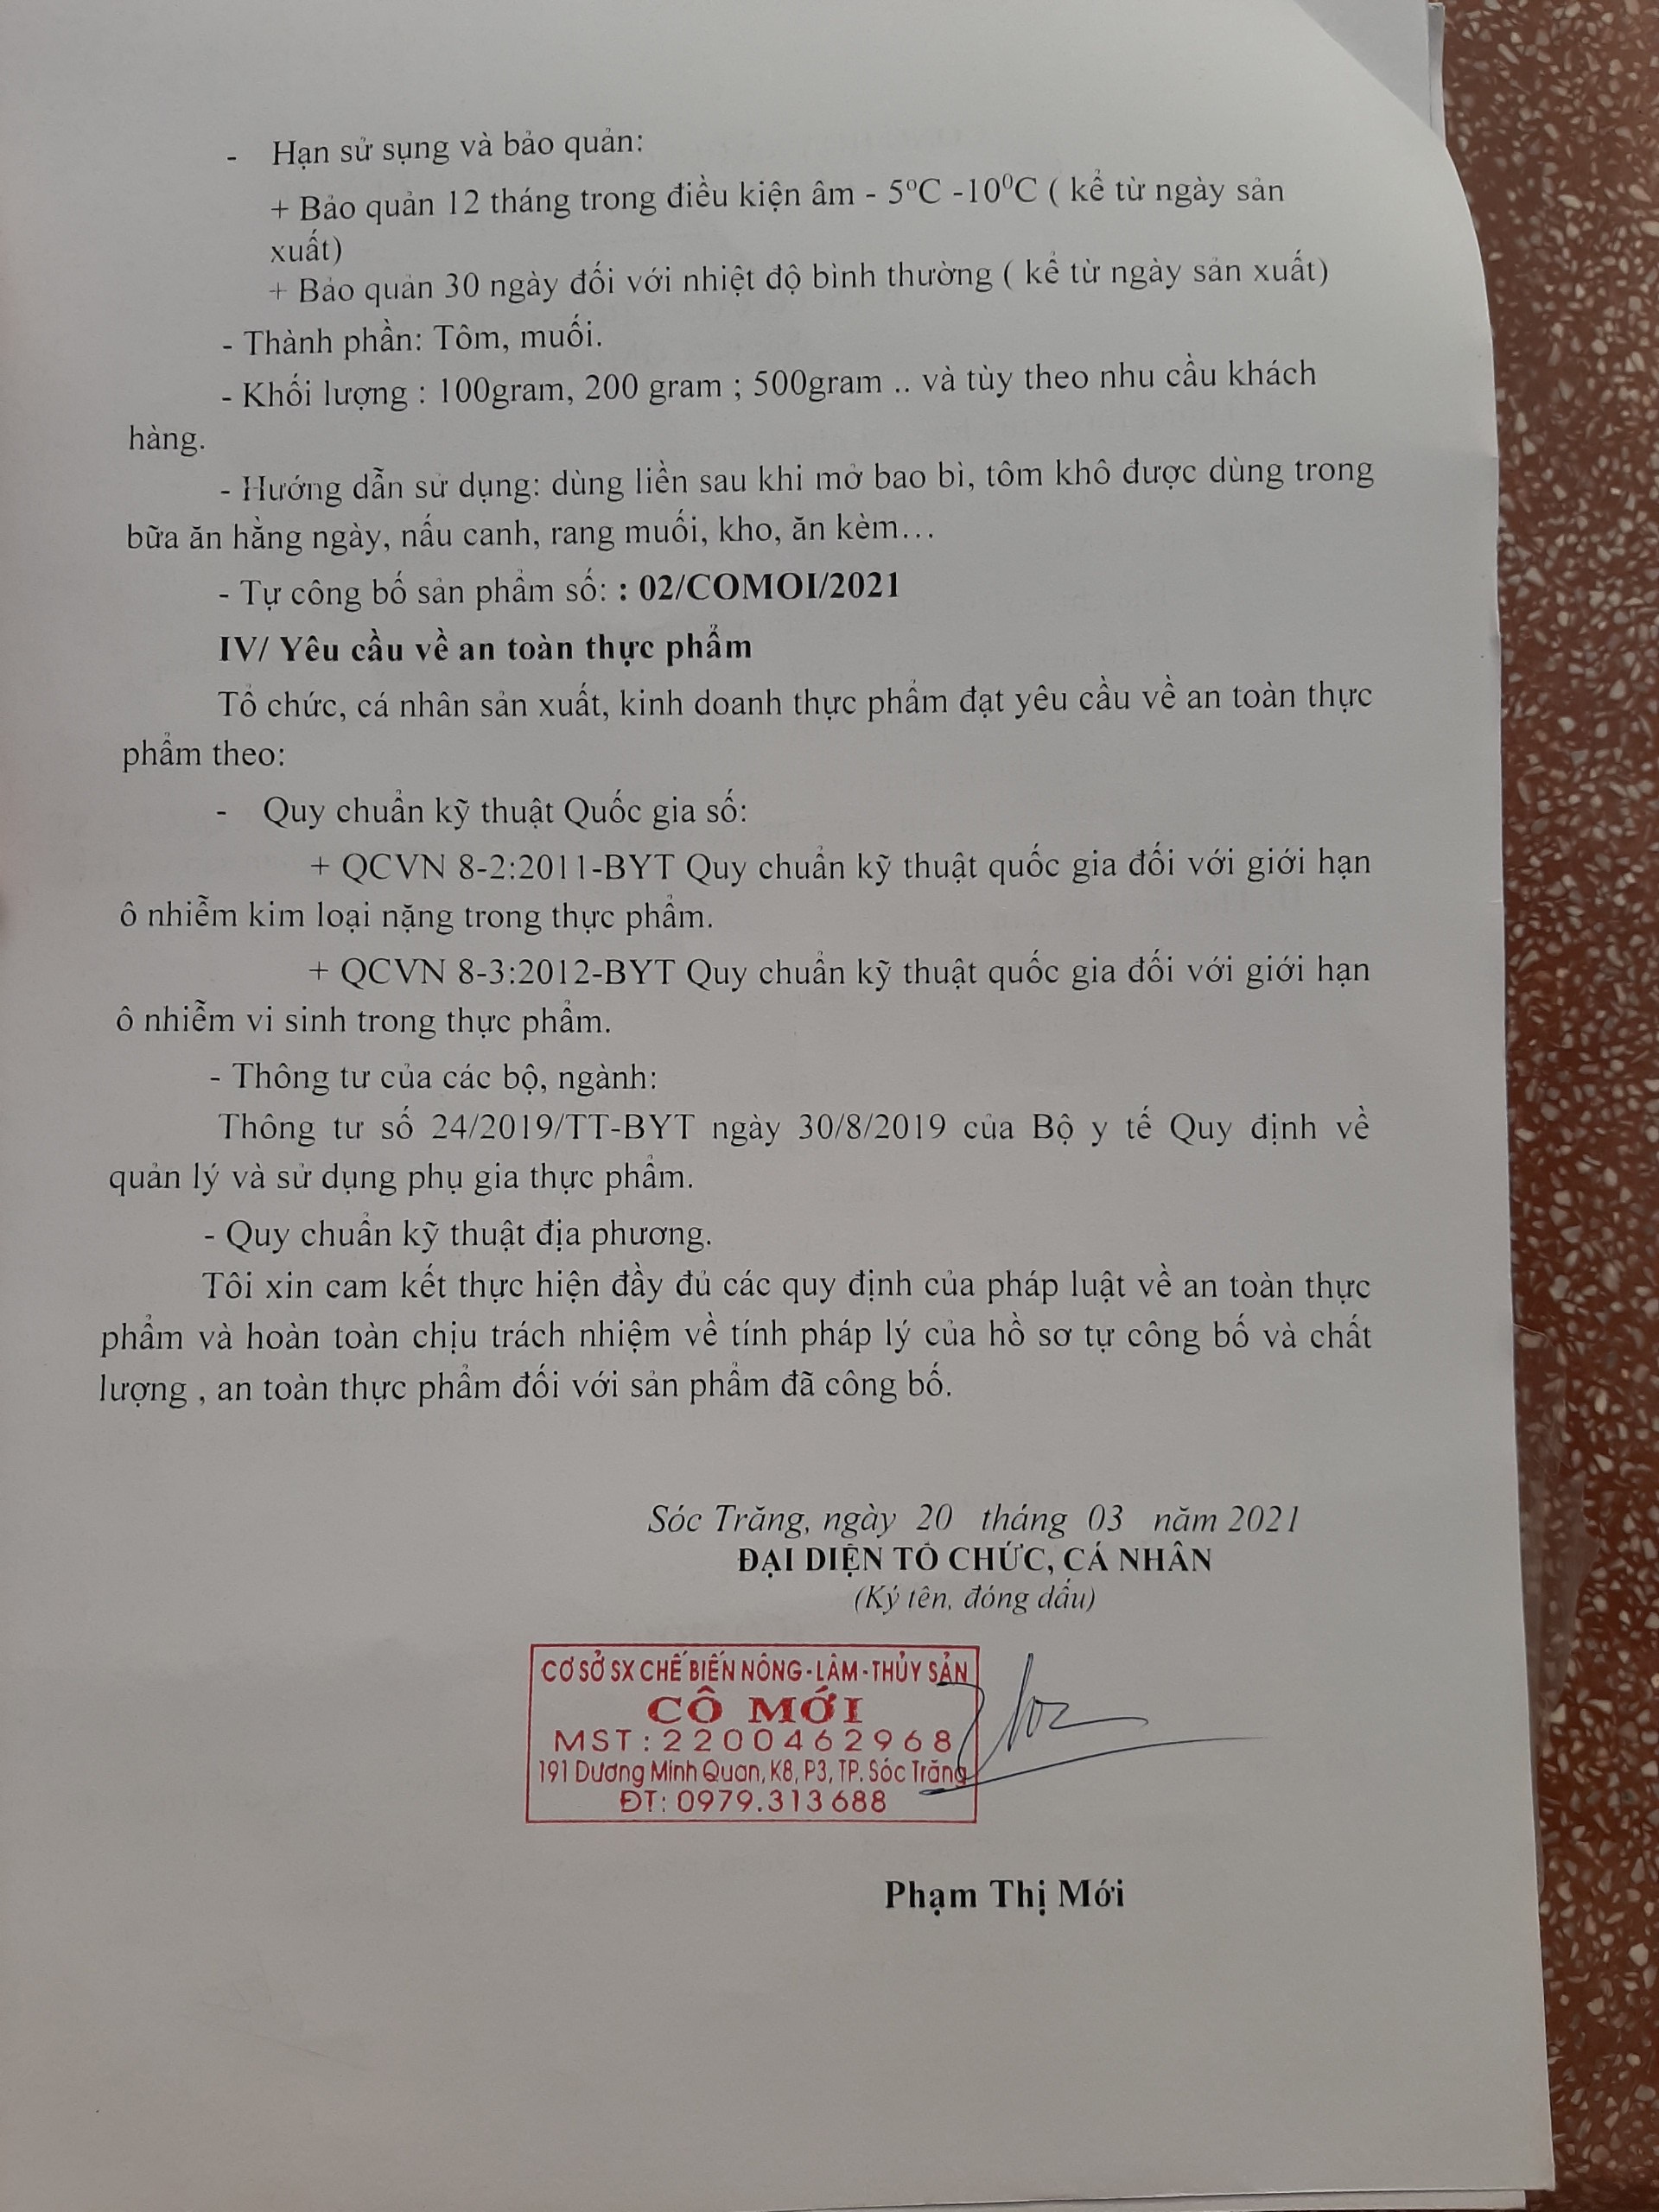 - Hạn sử sụng và bảo quản:
+ Bảo quản 12 tháng trong điều kiện âm - 5⁰C -10⁰C ( kể từ ngày sản
xuất)
+ Bảo quản 30 ngày đối với nhiệt độ bình thường ( kể từ ngày sản xuất)
- Thành phần: Tôm, muối.
- Khối lượng : 100gram, 200 gram ; 500gram .. và tùy theo nhu cầu khách
hàng.
- Hướng dẫn sử dụng: dùng liền sau khi mở bao bì, tôm khô được dùng trong
bữa ăn hằng ngày, nấu canh, rang muối, kho, ăn kèm…
- Tự công bố sản phẩm số: : 02/COMOI/2021
IV/ Yêu cầu về an toàn thực phẩm
Tổ chức, cá nhân sản xuất, kinh doanh thực phẩm đạt yêu cầu về an toàn thực
phẩm theo:
- Quy chuẩn kỹ thuật Quốc gia số:
+ QCVN 8-2:2011-BYT Quy chuẩn kỹ thuật quốc gia đối với giới hạn
ô nhiễm kim loại nặng trong thực phẩm.
+ QCVN 8-3:2012-BYT Quy chuẩn kỹ thuật quốc gia đối với giới hạn
ô nhiễm vi sinh trong thực phẩm.
- Thông tư của các bộ, ngành:
Thông tư số 24/2019/TT-BYT ngày 30/8/2019 của Bộ y tế Quy định về
quản lý và sử dụng phụ gia thực phẩm.
- Quy chuẩn kỹ thuật địa phương.
Tôi xin cam kết thực hiện đầy đủ các quy định của pháp luật về an toàn thực
phẩm và hoàn toàn chịu trách nhiệm về tính pháp lý của hồ sơ tự công bố và chất
lượng , an toàn thực phẩm đối với sản phẩm đã công bố.
Sóc Trăng, ngày 20 tháng 03 năm 2021
ĐẠI DIỆN TỔ CHỨC, CÁ NHÂN
(Ký tên, đóng dấu)
CƠ SỞ SX CHẾ BIẾN NÔNG - LÂM - THỦY SẢN
CÔ MỚI
MST : 2200462968
191 Dương Minh Quan, K8, P3, TP. Sóc Trăng
ĐT: 0979.313 688
Phạm Thị Mới